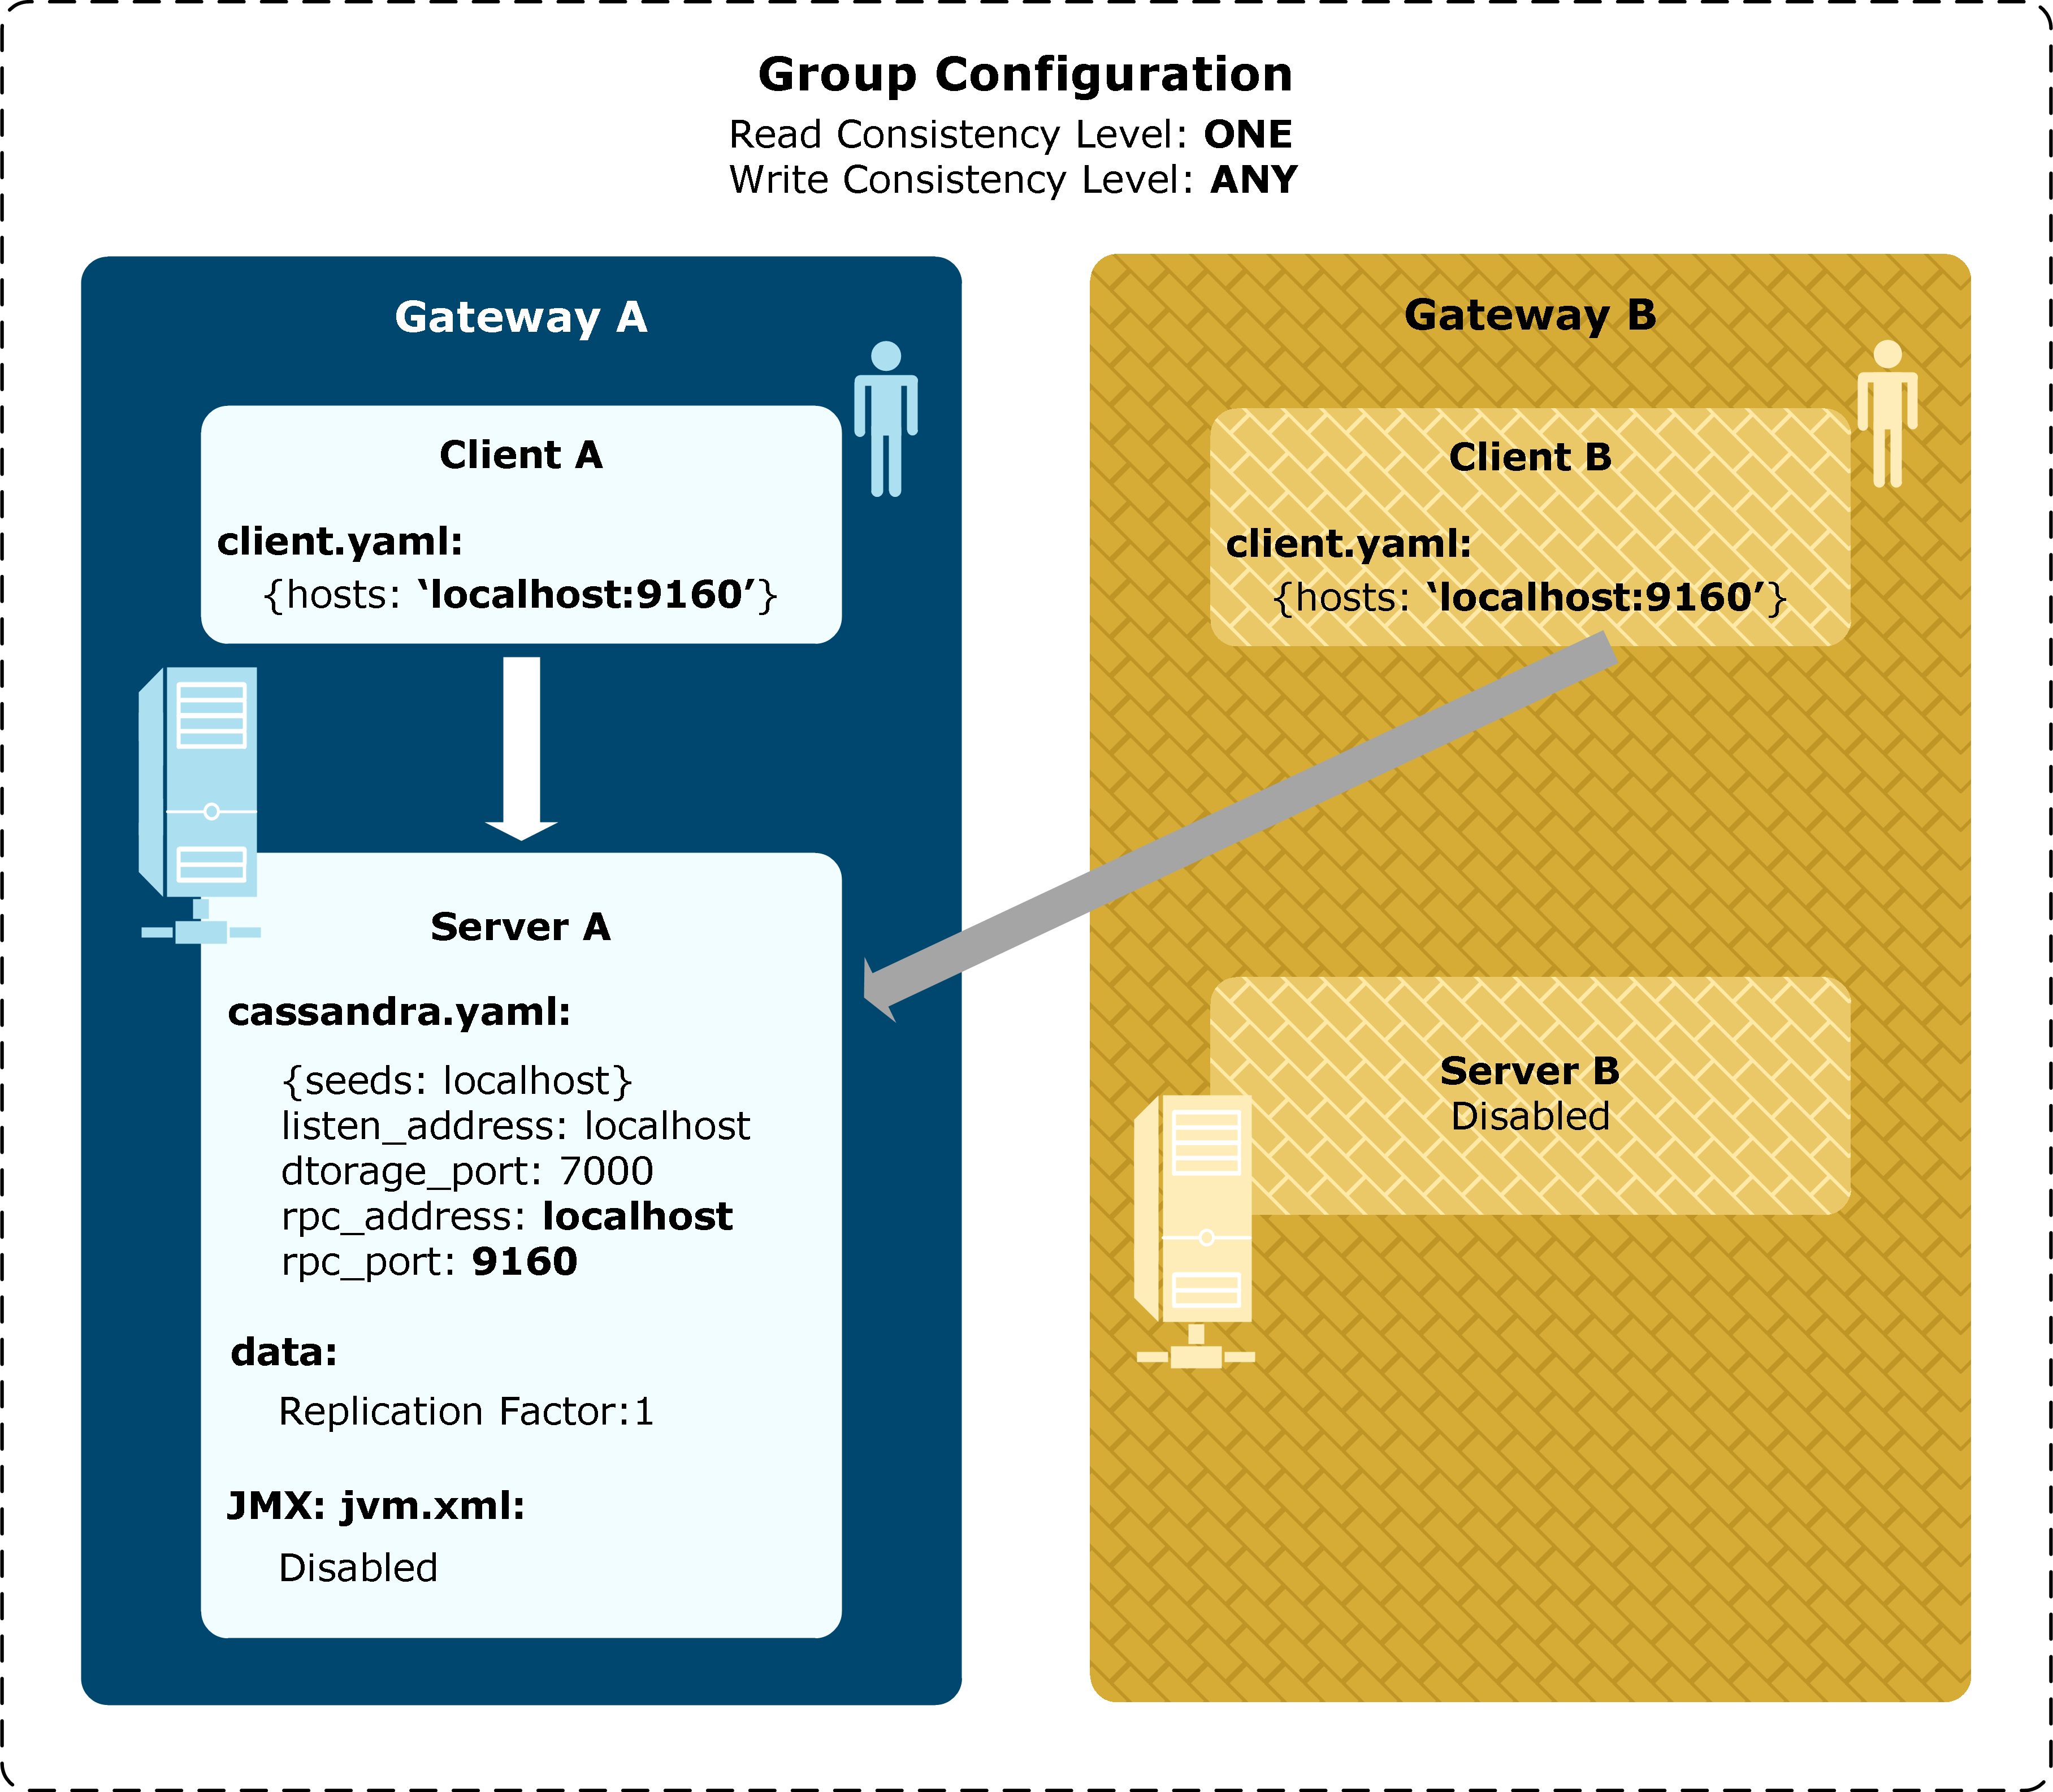 Group Configuration
Read Consistency Level: ONE
Write Consistency Level: ANY
Gateway A
Client A
client.yaml:
{hosts: ‘localhost:9160’}
Server A
cassandra.yaml:
{seeds: localhost}
listen_address: localhost
dtorage_port: 7000
rpc_address: localhost
rpc_port: 9160
data:
Replication Factor:1
JMX: jvm.xml:
Disabled
Gateway B
Client B
client.yaml:
{hosts: ‘localhost:9160’}
Server B
Disabled